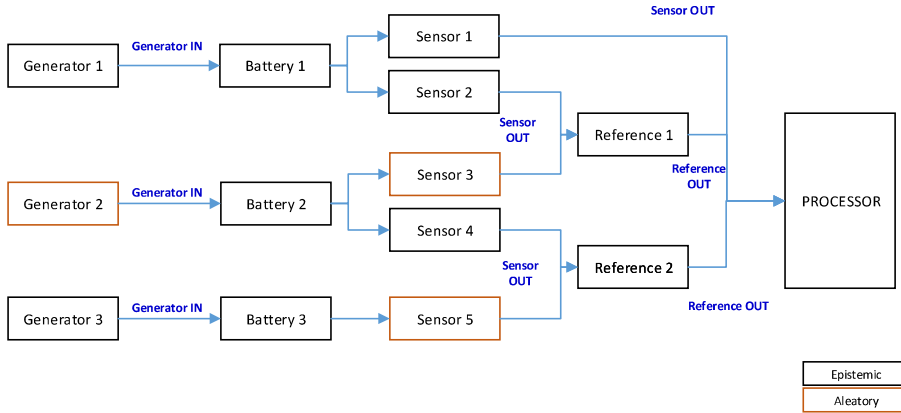 Sensor OUT
Generator IN
Sensor 1
Generator 1
Battery 1
Sensor 2
Sensor
OUT
Reference 1
Sensor 3
Reference
OUT
Generator IN
Generator 2
Battery 2
PROCESSOR
Sensor 4
Sensor
OUT
Reference 2
Generator IN
Reference OUT
Generator 3
Battery 3
Sensor 5
Epistemic
Aleatory